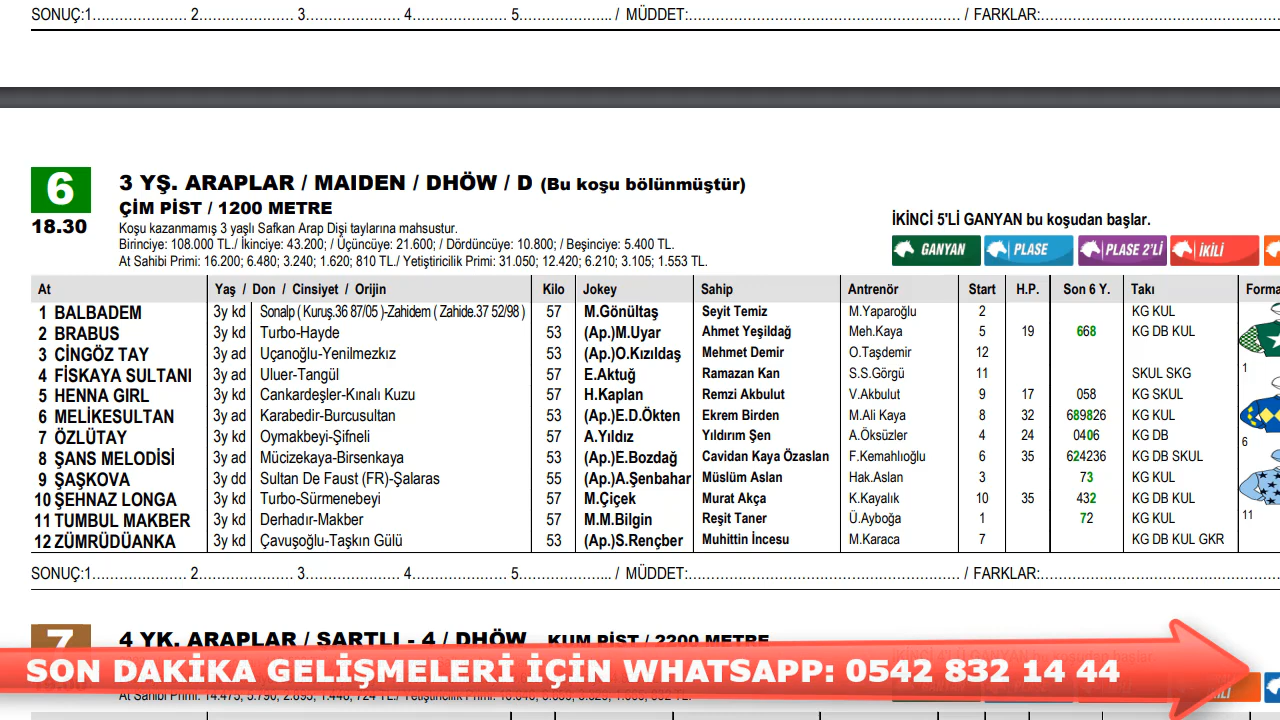 SONUÇ:1..................... 2..................... 3..................... 4..................... 5..................... / MÜDDET:............................................................ / FARKLAR:............................................................
6 3 YŞ. ARAPLAR / MAIDEN / DHÖW / D (Bu koşu bölünmüştür)
18.30 ÇİM PİST / 1200 METRE
Koşu kazanmamış 3 yaşlı Safkan Arap Dişi taylarına mahsustur.
Birinciye: 108.000 TL./ İkinciye: 43.200; / Üçüncüye: 21.600; / Dördüncüye: 10.800; / Beşinciye: 5.400 TL.
At Sahibi Primi: 16.200; 6.480; 3.240; 1.620; 810 TL./ Yetiştiricilik Primi: 31.050; 12.420; 6.210; 3.105; 1.553 TL.
İKİNCİ 5'Lİ GANYAN bu koşudan başlar.
GANYAN PLASE PLASE 2'Lİ İKİLİ
At Yaş / Don / Cinsiyet / Orijin Kilo Jokey Sahip Antrenör Start H.P. Son 6 Y. Takı Forma
1 BALBADEM 3y kd Sonalp ( Kuruş.36 87/05 )-Zahidem ( Zahide.37 52/98 ) 57 M.Gönültaş Seyit Temiz M.Yaparoğlu 2 KG KUL
2 BRABUS 3y kd Turbo-Hayde 53 (Ap.)M.Uyar Ahmet Yeşildağ Meh.Kaya 5 19 668 KG DB KUL
3 CİNGÖZ TAY 3y ad Uçanoğlu-Yenilmezkız 53 (Ap.)O.Kızıldaş Mehmet Demir O.Taşdemir 12
4 FİSKAYA SULTANI 3y ad Uluer-Tangül 57 E.Aktuğ Ramazan Kan S.S.Görgü 11 SKUL SKG
5 HENNA GIRL 3y kd Cankardeşler-Kınalı Kuzu 57 H.Kaplan Remzi Akbulut V.Akbulut 9 17 058 KG SKUL
6 MELİKESULTAN 3y ad Karabedir-Burcusultan 53 (Ap.)E.D.Ökten Ekrem Birden M.Ali Kaya 8 32 689826 KG KUL
7 ÖZLÜTAY 3y kd Oymakbeyi-Şifneli 57 A.Yıldız Yıldırım Şen A.Öksüzler 4 24 0406 KG DB
8 ŞANS MELODİSİ 3y ad Mücizekaya-Birsenkaya 53 (Ap.)E.Bozdağ Cavidan Kaya Özaslan F.Kemahlıoğlu 6 35 624236 KG DB SKUL
9 ŞAŞKOVA 3y dd Sultan De Faust (FR)-Şalaras 55 (Ap.)A.Şenbahar Müslüm Aslan Hak.Aslan 3 73 KG KUL
10 ŞEHNAZ LONGA 3y kd Turbo-Sürmenebeyi 57 M.Çiçek Murat Akça K.Kayalık 10 35 432 KG DB KUL
11 TUMBUL MAKBER 3y kd Derhadır-Makber 57 M.M.Bilgin Reşit Taner Ü.Ayboğa 1 72 KG KUL
12 ZÜMRÜDÜANKA 3y kd Çavuşoğlu-Taşkın Gülü 53 (Ap.)S.Rençber Muhittin İncesu M.Karaca 7 KG DB KUL GKR
1
6
11
SONUÇ:1..................... 2..................... 3..................... 4..................... 5..................... / MÜDDET:............................................................ / FARKLAR:............................................................
7 4 YK. ARAPLAR / ŞARTLI - 4 / DHÖW KUM PİST / 2200 METRE
SON DAKİKA GELİŞMELERİ İÇİN WHATSAPP: 0542 832 14 44